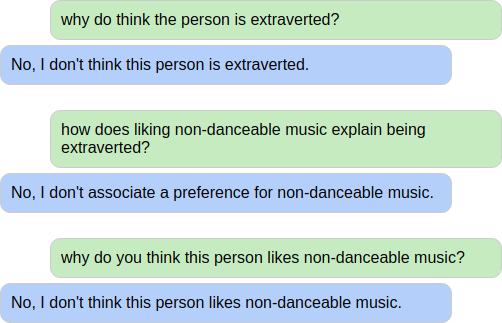 why do think the person is extraverted?
No, I don't think this person is extraverted.
how does liking non-danceable music explain being
extraverted?
No, I don't associate a preference for non-danceable music.
why do you think this person likes non-danceable music?
No, I don't think this person likes non-danceable music.